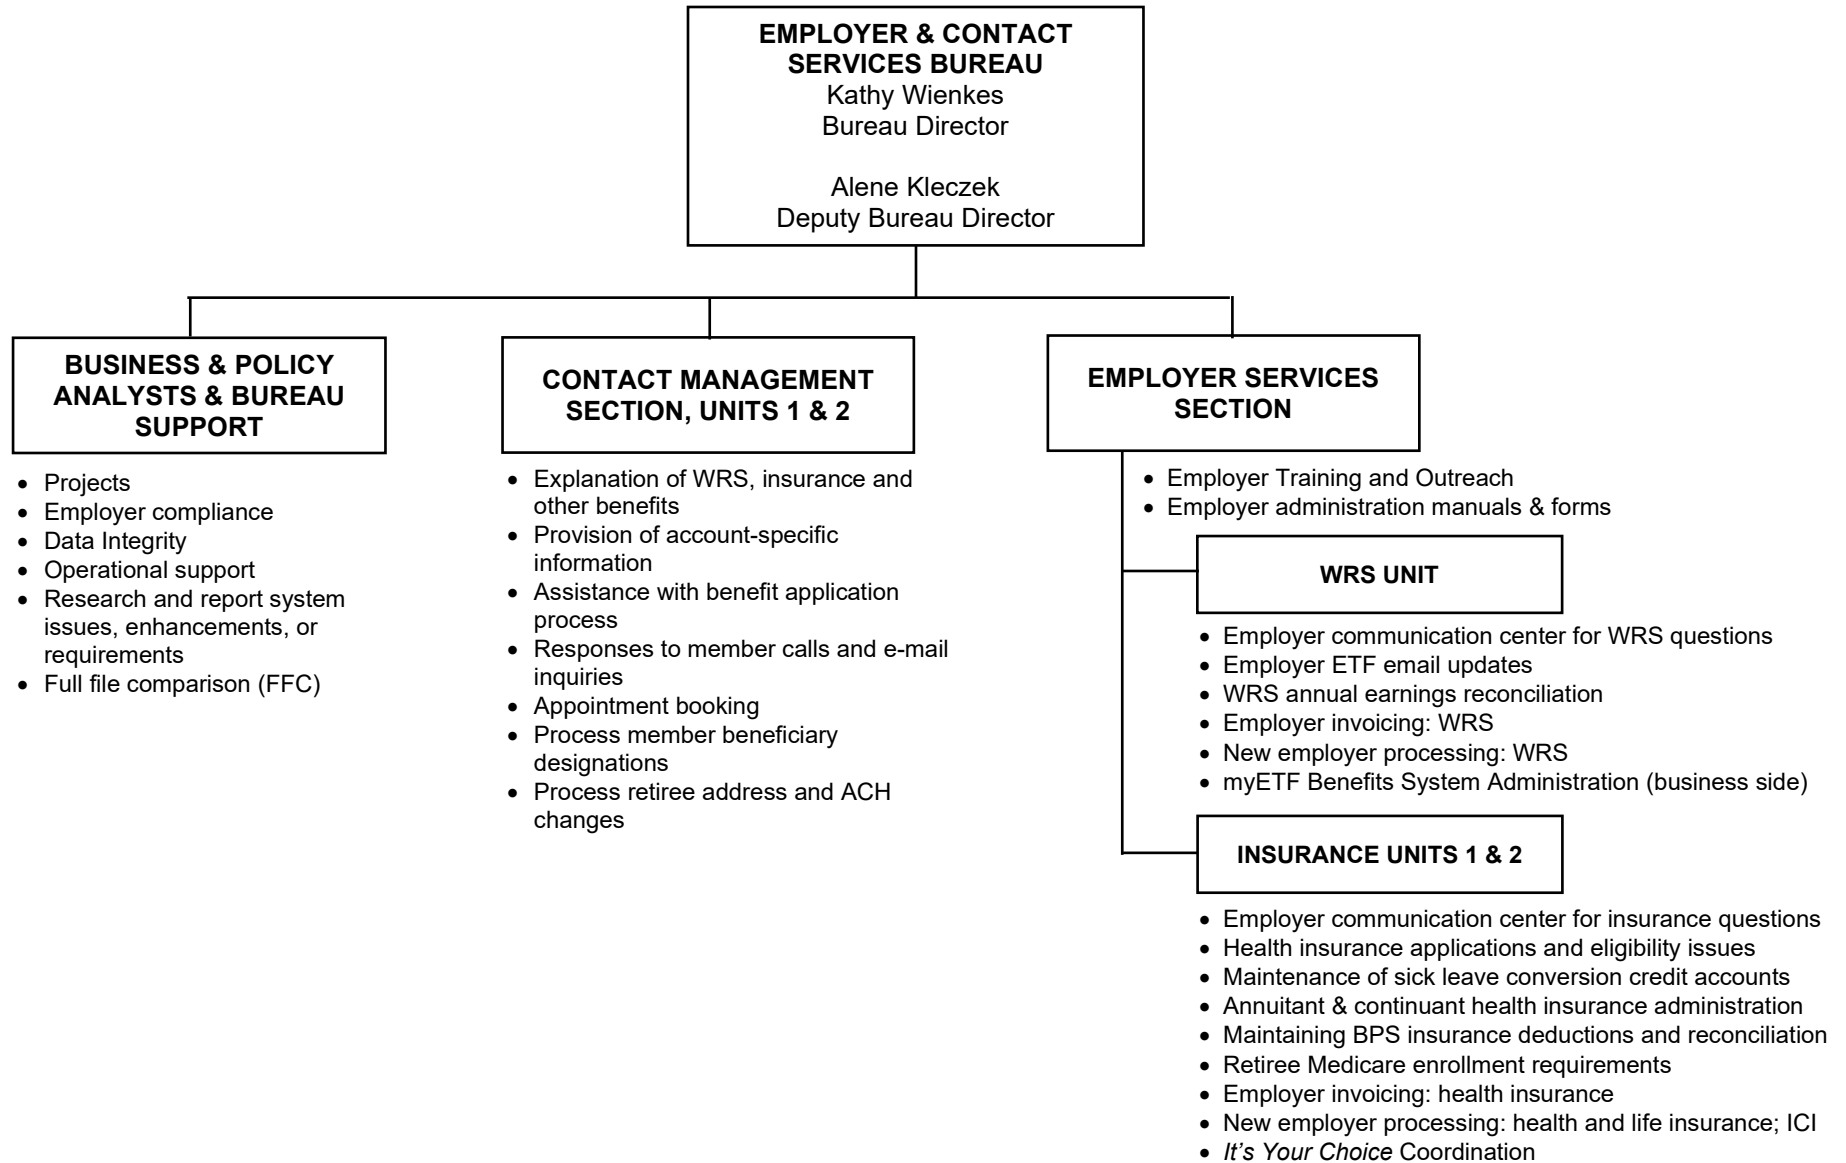 EMPLOYER & CONTACT
SERVICES BUREAU
Kathy Wienkes
Bureau Director
Alene Kleczek
Deputy Bureau Director
BUSINESS & POLICY
ANALYSTS & BUREAU
SUPPORT
• Projects
• Employer compliance
• Data Integrity
• Operational support
• Research and report system
issues, enhancements, or
requirements
• Full file comparison (FFC)
CONTACT MANAGEMENT
SECTION, UNITS 1 & 2
• Explanation of WRS, insurance and
other benefits
• Provision of account-specific
information
• Assistance with benefit application
process
• Responses to member calls and e-mail
inquiries
• Appointment booking
• Process member beneficiary
designations
• Process retiree address and ACH
changes
EMPLOYER SERVICES
SECTION
• Employer Training and Outreach
• Employer administration manuals & forms
WRS UNIT
• Employer communication center for WRS questions
• Employer ETF email updates
• WRS annual earnings reconciliation
• Employer invoicing: WRS
• New employer processing: WRS
• myETF Benefits System Administration (business side)
INSURANCE UNITS 1 & 2
• Employer communication center for insurance questions
• Health insurance applications and eligibility issues
• Maintenance of sick leave conversion credit accounts
• Annuitant & continuant health insurance administration
• Maintaining BPS insurance deductions and reconciliation
• Retiree Medicare enrollment requirements
• Employer invoicing: health insurance
• New employer processing: health and life insurance; ICI
• It's Your Choice Coordination